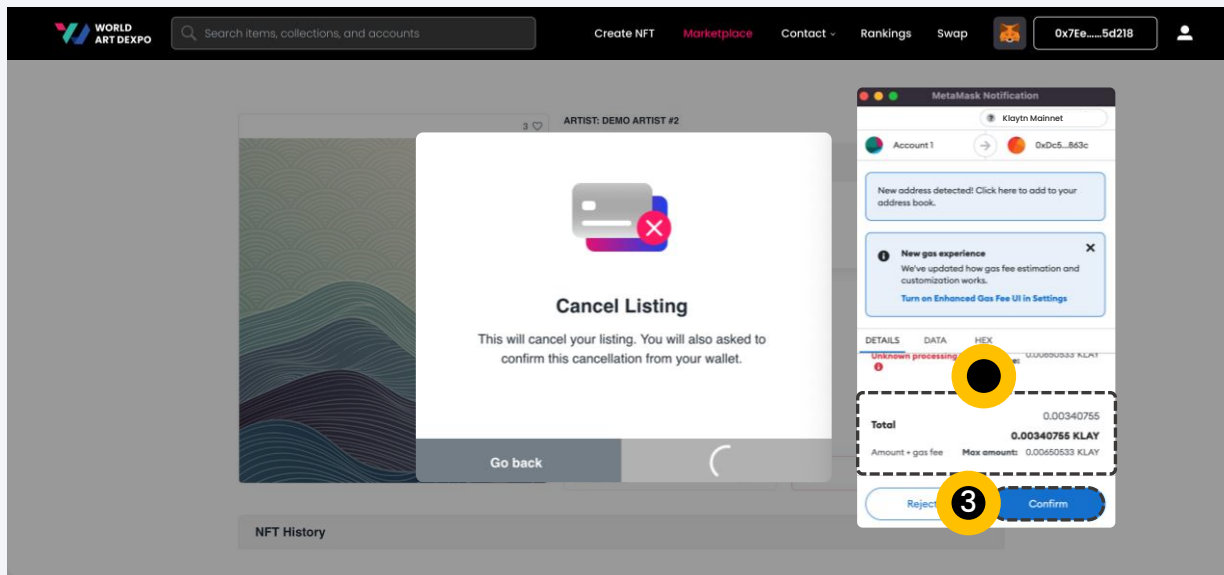 WORLD
ART DEXPO
Search items, collections, and accounts
Create NFT
Marketplace
Contact
Rankings
Swap
0x7Ee......5d218
3
ARTIST: DEMO ARTIST #2
Cancel Listing
This will cancel your listing. You will also asked to
confirm this cancellation from your wallet.
Go back
NFT History
MetaMask Notification
Klaytn Mainnet
Account 1
0xDc5...863c
New address detected! Click here to add to your
address book.
New gas experience
We've updated how gas fee estimation and
customization works.
Turn on Enhanced Gas Fee UI in Settings
DETAILS
DATA
HEX
Unknown processing
0.00650533 KLAY
Total
0.00340755
0.00340755 KLAY
Amount + gas fee
Max amount: 0.00650533 KLAY
Reject
3
Confirm